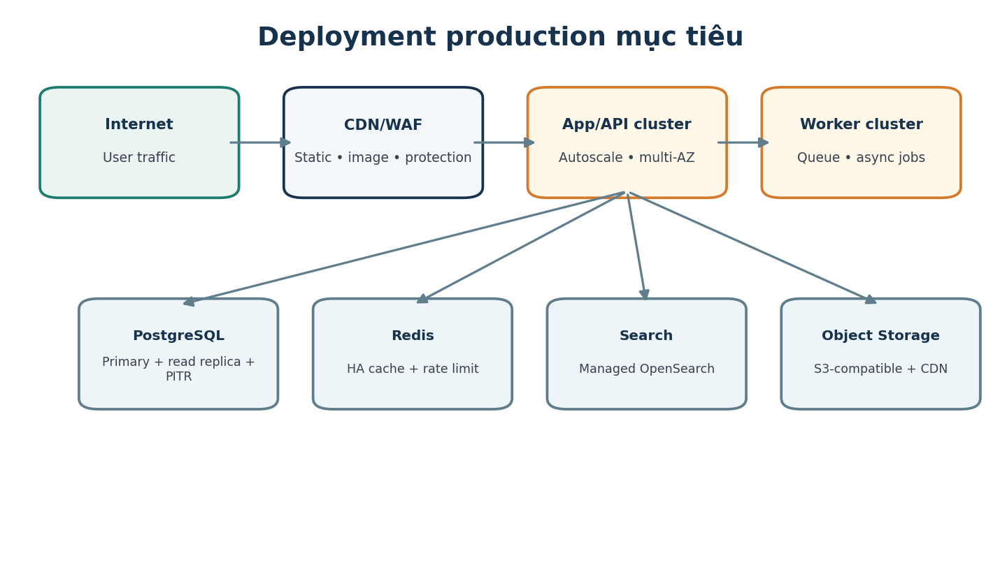 Deployment production mục tiêu
Internet
User traffic
CDN/WAF
Static • image • protection
App/API cluster
Autoscale • multi-AZ
Worker cluster
Queue • async jobs
PostgreSQL
Primary + read replica +
PITR
Redis
HA cache + rate limit
Search
Managed OpenSearch
Object Storage
S3-compatible + CDN